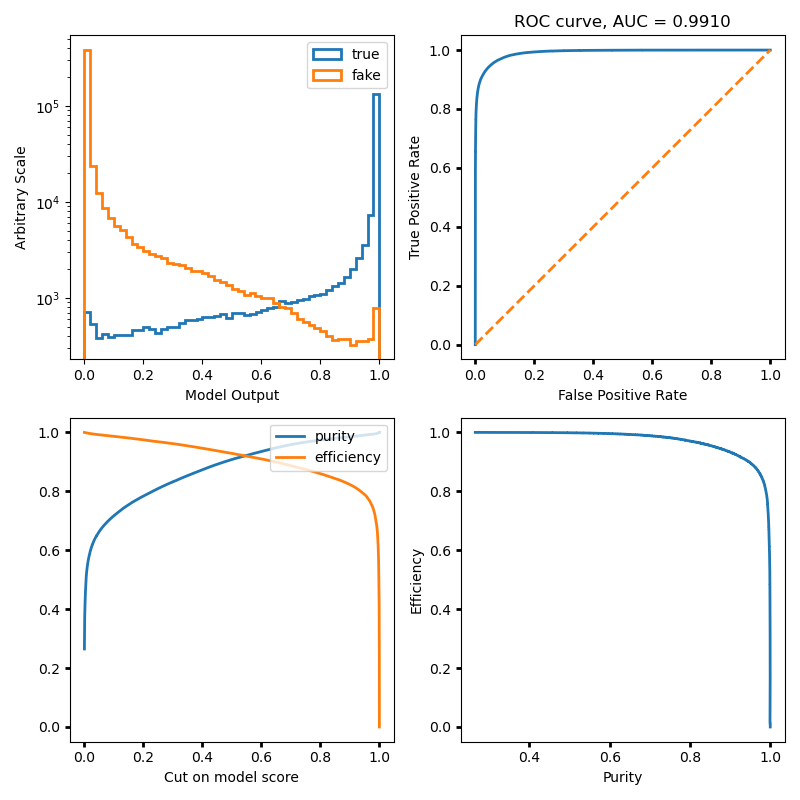 true
fake
10^5
10^4
10^3
Arbitrary Scale
0.0 0.2 0.4 0.6 0.8 1.0
Model Output
ROC curve, AUC = 0.9910
1.0
0.8
0.6
0.4
0.2
0.0
True Positive Rate
0.0 0.2 0.4 0.6 0.8 1.0
False Positive Rate
purity
efficiency
1.0
0.8
0.6
0.4
0.2
0.0
0.0 0.2 0.4 0.6 0.8 1.0
Cut on model score
1.0
0.8
0.6
0.4
0.2
0.0
Efficiency
0.4 0.6 0.8 1.0
Purity